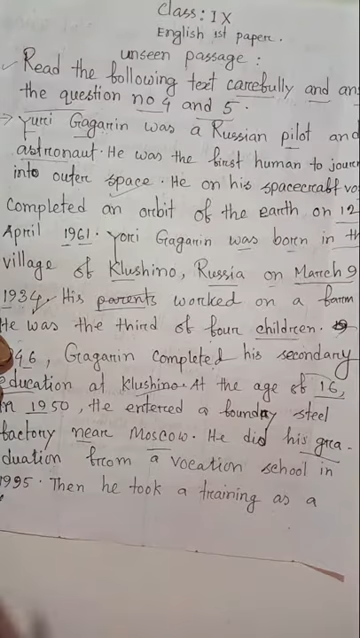 Class: IX
English 1st paper.
unseen passage:
Read the following text carefully and an
the question no 4 and 5.
Yuri Gagarin was a Russian pilot and
astronaut. He was the first human to jour
into outer space. He on his spacecraft vo
Completed an orbit of the earth on 12
April 1961. Yori Gagarin was born in th
village of Klushino, Russia on March 9
1934. His parents worked on a farm
He was the third of four children.
46, Gagarin completed his secondary
education at Klushino. At the age of 16,
in 1950, He enterred a foundry steel
factory near Moscow. He did his gra-
duation from a vocation school in
1995. Then he took a training as a